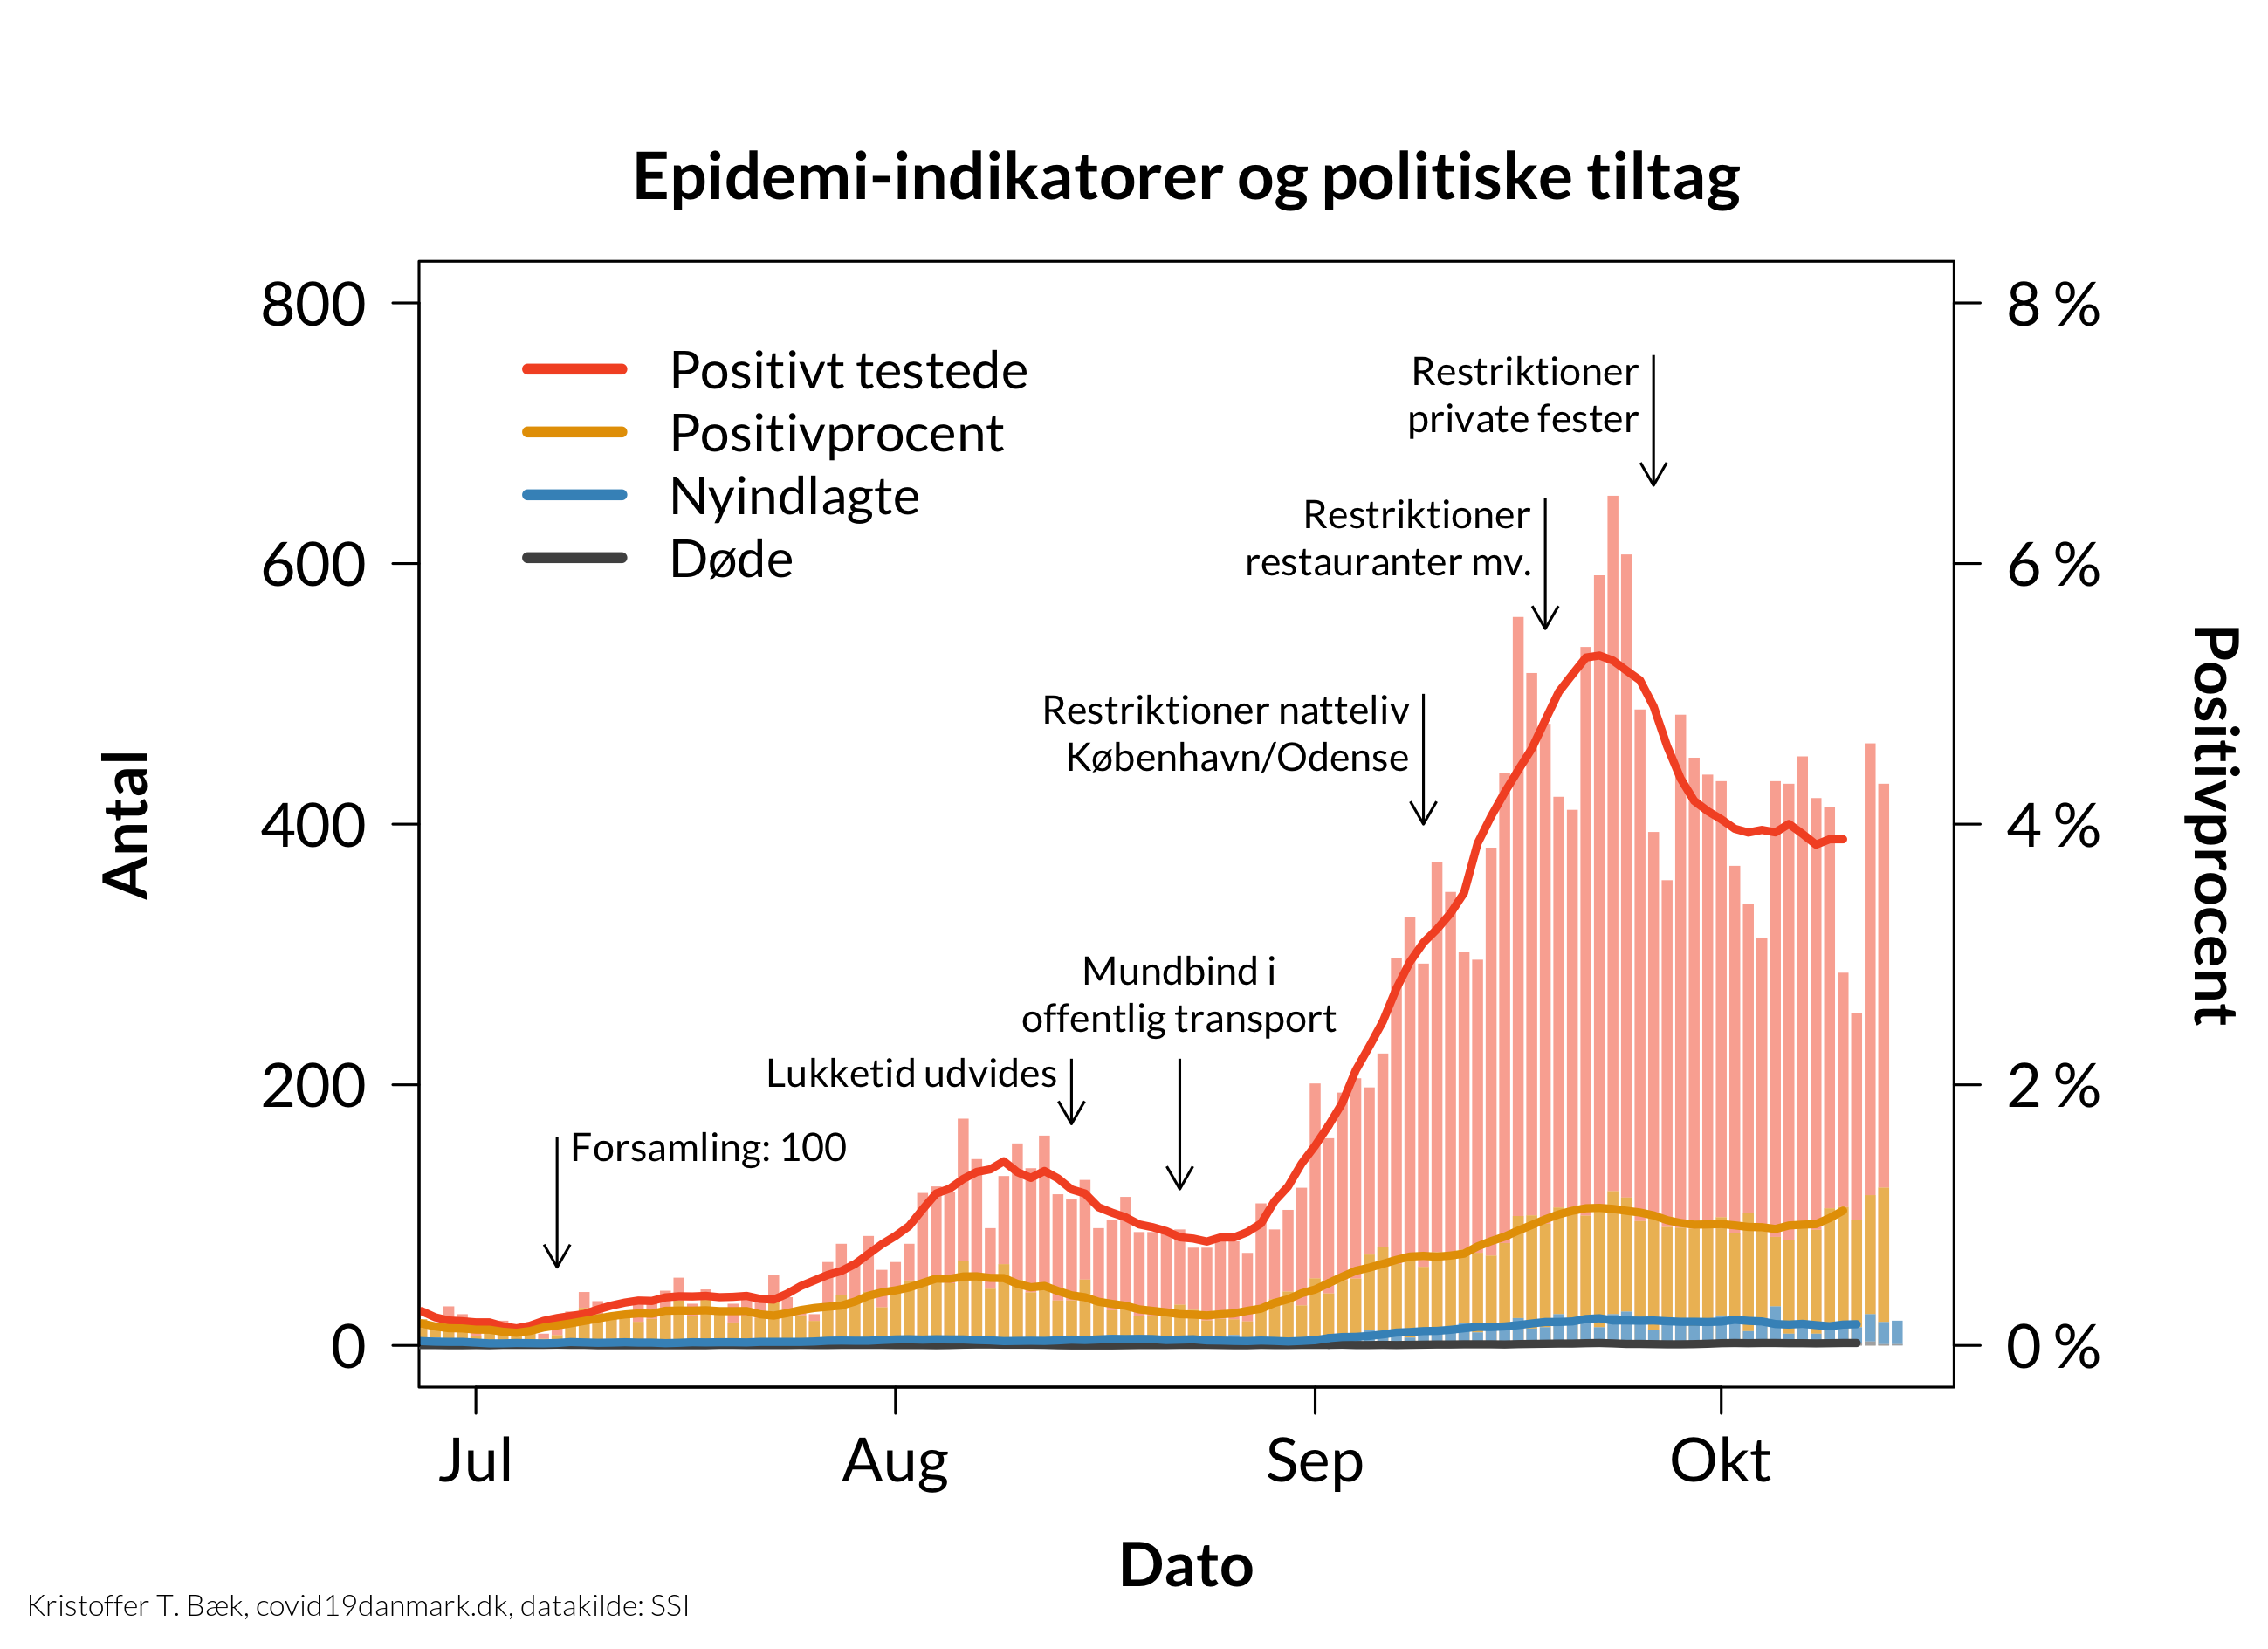 Epidemi-indikatorer og politiske tiltag
800
600
400
200
0
Antal
8 %
6 %
4 %
2 %
0 %
Positivprocent
Positivt testede
Positivprocent
Nyindlagte
Døde
Restriktioner
private fester
Restriktioner
restauranter mv.
Restriktioner natteliv
København/Odense
Mundbind i
offentlig transport
Lukketid udvides
Forsamling: 100
Jul
Aug
Sep
Okt
Dato
Kristoffer T. Bæk, covid19danmark.dk, datakilde: SSI